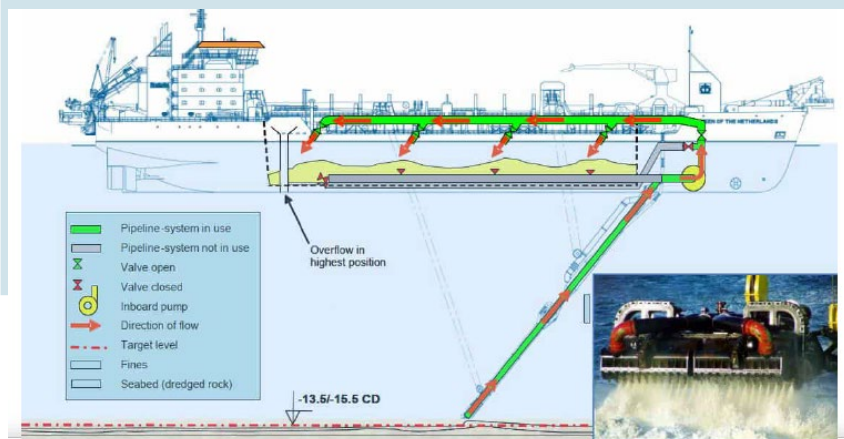 EEN OF THE NETHERLANDS
Overflow in
highest position
Pipeline-system in use
Pipeline-system not in use
Valve open
Valve closed
Inboard pump
Direction of flow
Target level
Fines
Seabed (dredged rock)
-13.5/-15.5 CD